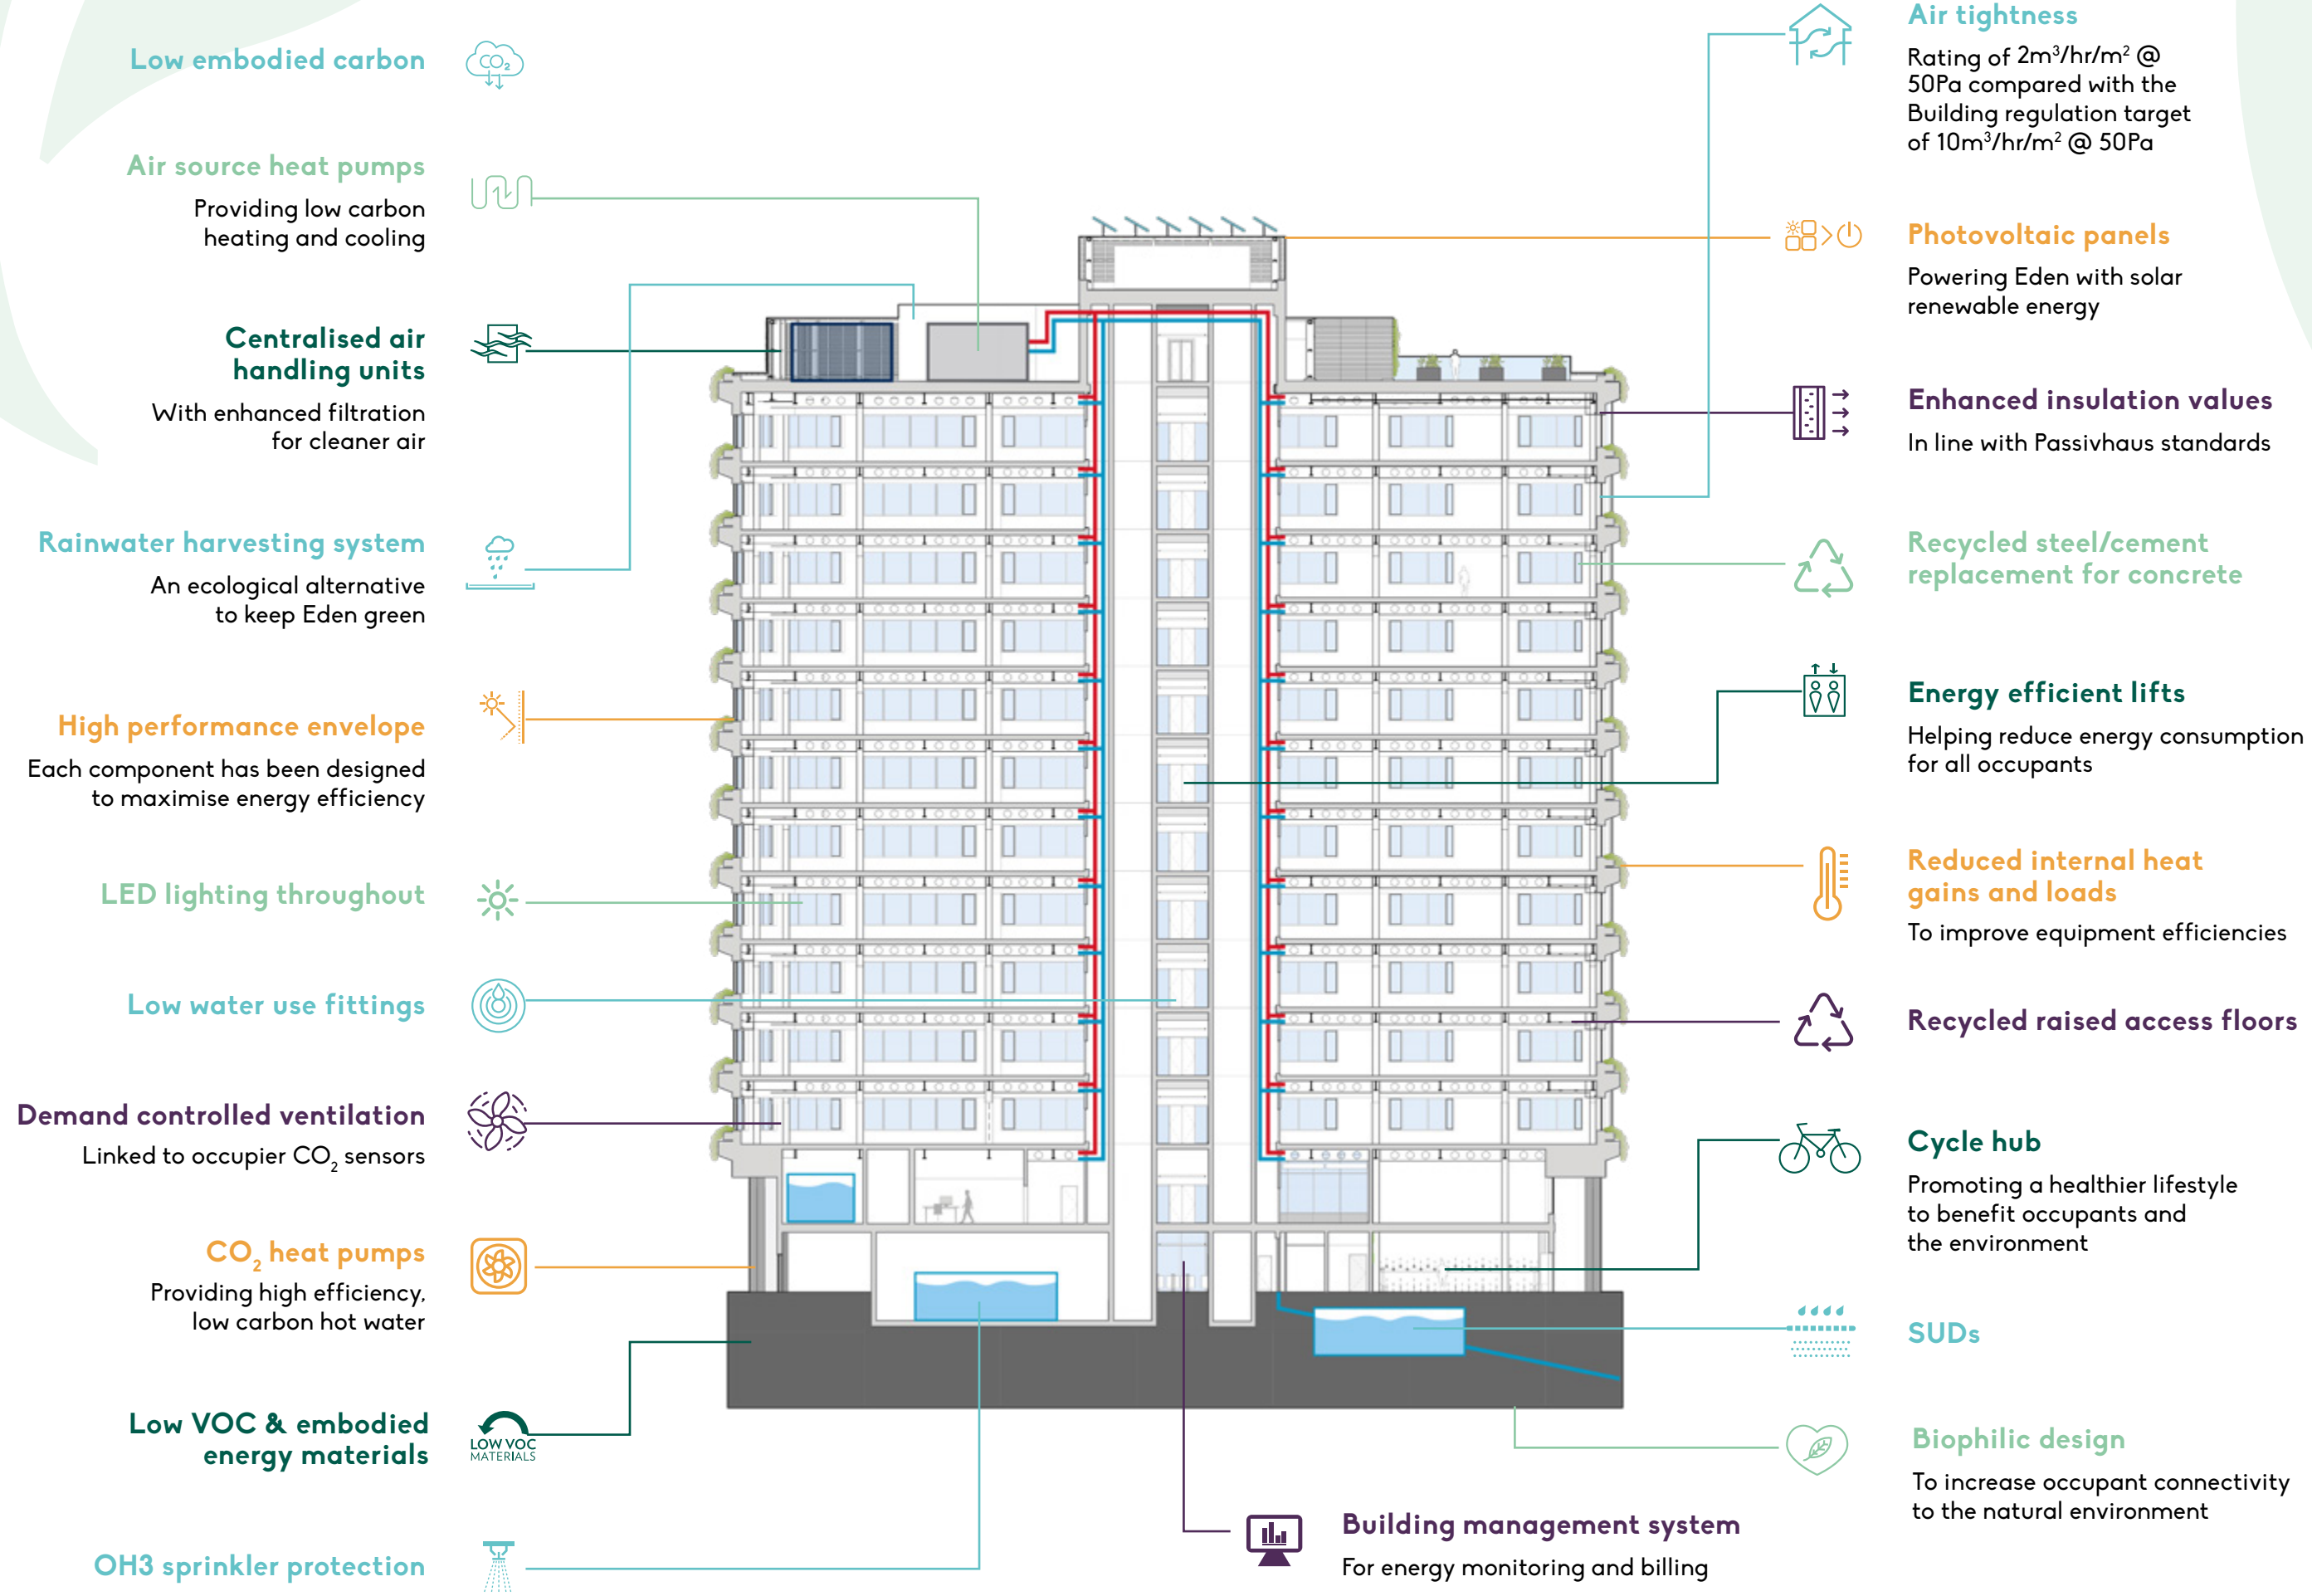 Low embodied carbon
CO2
Air source heat pumps
Providing low carbon
heating and cooling
Centralised air
handling units
With enhanced filtration
for cleaner air
Rainwater harvesting system
An ecological alternative
to keep Eden green
High performance envelope
Each component has been designed
to maximise energy efficiency
LED lighting throughout
Low water use fittings
Demand controlled ventilation
Linked to occupier CO₂ sensors
CO₂ heat pumps
Providing high efficiency,
low carbon hot water
Low VOC & embodied
energy materials
LOW VOC
MATERIALS
OH3 sprinkler protection
Air tightness
Rating of 2m³/hr/m² @
50Pa compared with the
Building regulation target
of 10m³/hr/m² @ 50Pa
Photovoltaic panels
Powering Eden with solar
renewable energy
Enhanced insulation values
In line with Passivhaus standards
Recycled steel/cement
replacement for concrete
Energy efficient lifts
Helping reduce energy consumption
for all occupants
Reduced internal heat
gains and loads
To improve equipment efficiencies
Recycled raised access floors
Cycle hub
Promoting a healthier lifestyle
to benefit occupants and
the environment
SUDs
Biophilic design
To increase occupant connectivity
to the natural environment
Building management system
For energy monitoring and billing